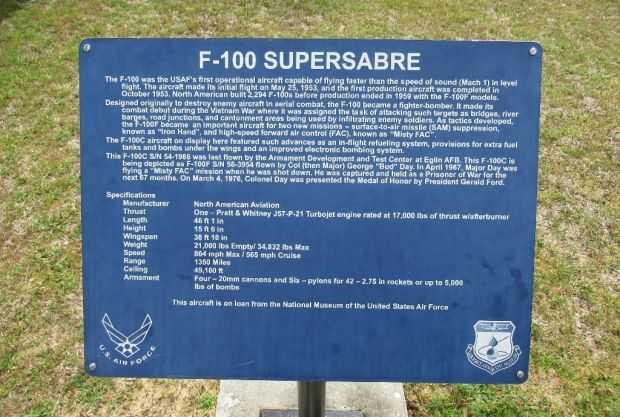 F-100 SUPERSABRE
The F-100 was the USAF's first operational aircraft capable of flying faster than the speed of sound (Mach 1) in level
flight. The aircraft made its initial flight on May 25, 1953, and the first production aircraft was completed in
October 1953. North American built 2,294 F-100s before production ended in 1959 with the F-100F models.
Designed originally to destroy enemy aircraft in aerial combat, the F-100 became a fighter-bomber. It made its
combat debut during the Vietnam War where it was assigned the task of attacking such targets as bridges, river
barges, road junctions, and cantonment areas being used by infiltrating enemy soldiers. As tactics developed,
the F-100F became an important aircraft for two new missions – surface-to-air missile (SAM) suppression,
known as "Iron Hand", and high-speed forward air control (FAC), known as "Misty FAC".
The F-100C aircraft on display here featured such advances as an in-flight refueling system, provisions for extra fuel
tanks and bombs under the wings and an improved electronic bombing system.
This F-100C S/N 54-1986 was last flown by the Armament Development and Test Center at Eglin AFB. This F-100C is
being depicted as F-100F S/N 56-3954 flown by Col (then Major) George "Bud" Day. In April 1967, Major Day was
flying a "Misty FAC" mission when he was shot down. He was captured and held as a Prisoner of War for the
next 67 months. On March 4, 1976, Colonel Day was presented the Medal of Honor by President Gerald Ford.
Specifications
Manufacturer North American Aviation
Thrust One – Pratt & Whitney J57-P-21 Turbojet engine rated at 17,000 lbs of thrust w/afterburner
Length 46 ft 1 in
Height 15 ft 6 in
Wingspan 38 ft 10 in
Weight 21,000 lbs Empty/ 34,832 lbs Max
Speed 864 mph Max / 565 mph Cruise
Range 1350 Miles
Ceiling 49,100 ft
Armament Four – 20mm cannons and Six – pylons for 42 – 2.75 in rockets or up to 5,000
lbs of bombs
This aircraft is on loan from the National Museum of the United States Air Force
U.S. AIR FORCE